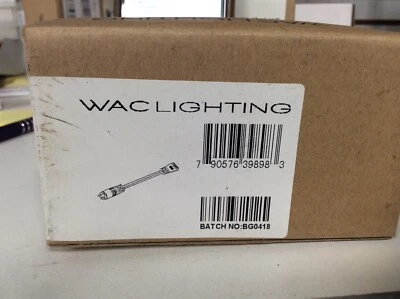 WAC LIGHTING
7 90576 39898 3
BATCH NO:BG0418